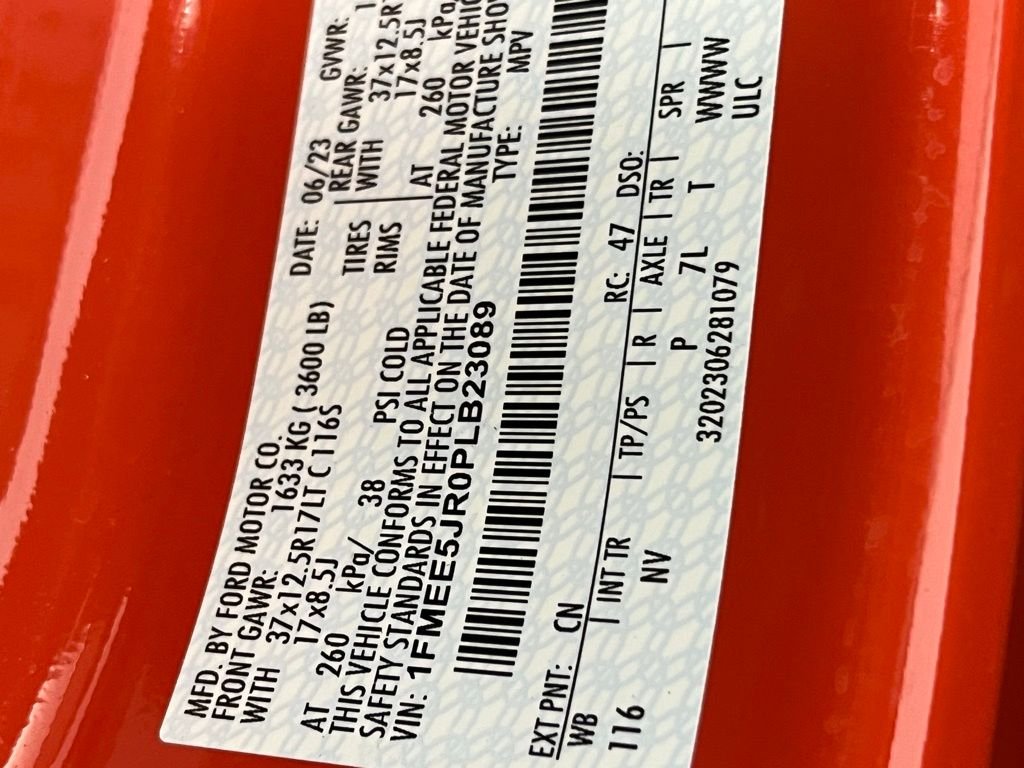 MFD. BY FORD MOTOR CO. DATE: 06/23 GVWR:
FRONT GAWR: 1633 KG ( 3600 LB) REAR GAWR:
WITH 37x12.5R17LT C 116S TIRES WITH 37x12.5R
17x8.5J RIMS 17x8.5J
AT 260 kPa/ 38 PSI COLD AT 260 kPa
THIS VEHICLE CONFORMS TO ALL APPLICABLE FEDERAL MOTOR VEHIC
SAFETY STANDARDS IN EFFECT ON THE DATE OF MANUFACTURE SHO
VIN: 1FMEE5JR0PLB23089 TYPE: MPV
EXT PNT: CN RC: 47 DSO:
WB | INT TR | TP/PS | R | AXLE | TR | SPR |
116 NV P 7L T WWWW
3202306281079 ULC